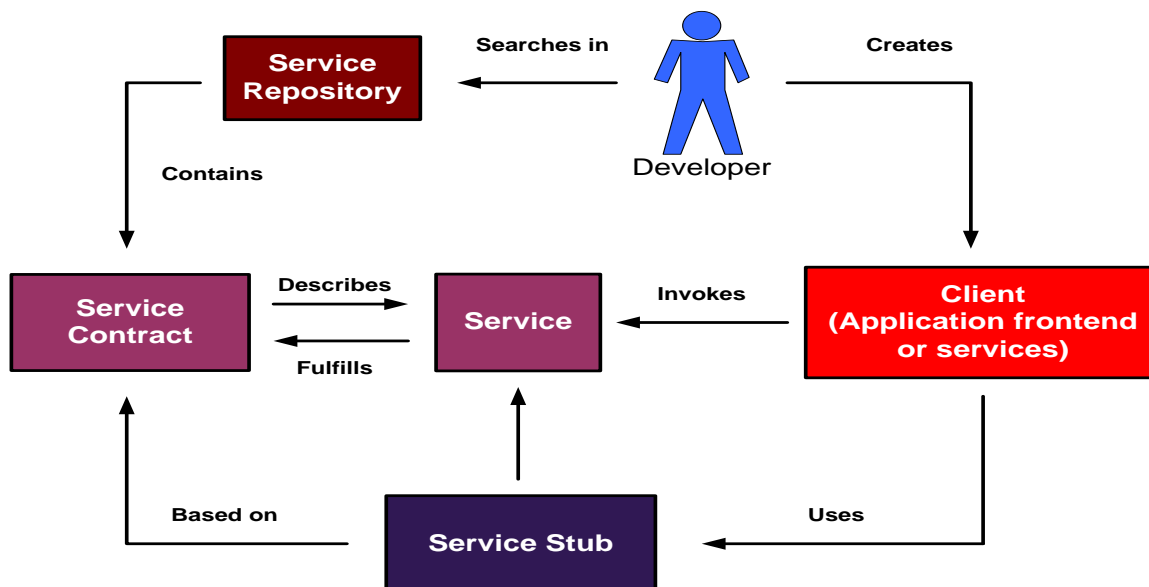 Searches in
Creates
Service
Repository
Developer
Contains
Service
Contract
Describes
Fulfills
Service
Invokes
Client
(Application frontend
or services)
Based on
Service Stub
Uses